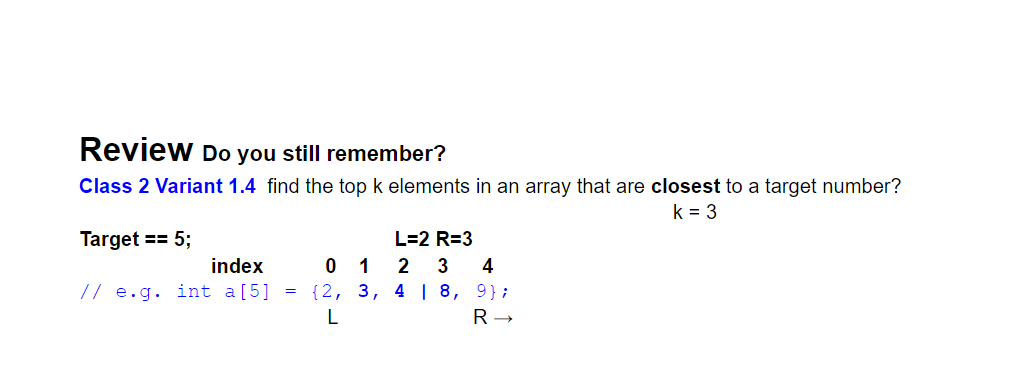 Review Do you still remember?
Class 2 Variant 1.4 find the top k elements in an array that are closest to a target number?
k = 3
Target == 5; L=2 R=3
index 0 1 2 3 4
// e.g. int a[5] = {2, 3, 4 | 8, 9};
L R →